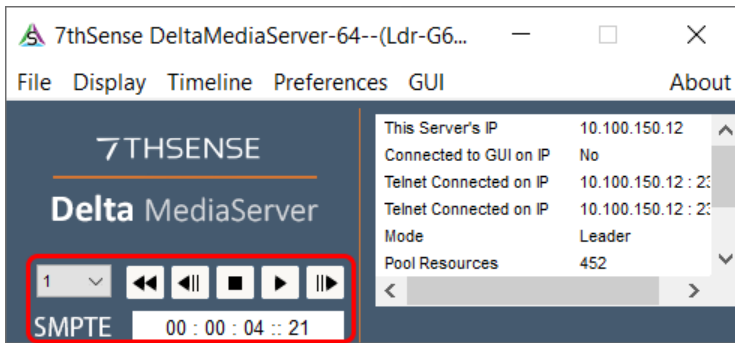 7thSense DeltaMediaServer-64--(Ldr-G6...
File Display Timeline Preferences GUI About
7THSENSE
Delta MediaServer
1
SMPTE 00 : 00 : 04 :: 21
This Server's IP 10.100.150.12
Connected to GUI on IP No
Telnet Connected on IP 10.100.150.12 : 23
Telnet Connected on IP 10.100.150.12 : 23
Mode Leader
Pool Resources 452